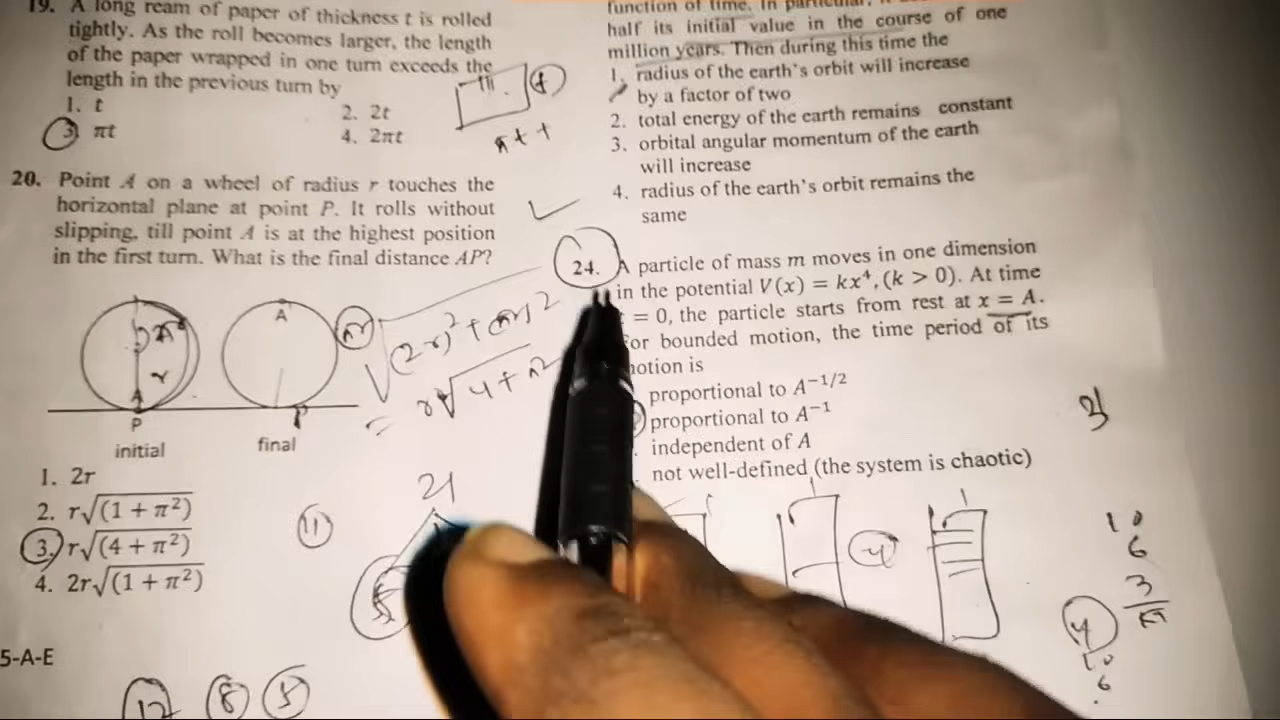 19. A long ream of paper of thickness t is rolled
tightly. As the roll becomes larger, the length
of the paper wrapped in one turn exceeds the
length in the previous turn by
1. t
2. 2t
3. πt
4. 2πt
20. Point A on a wheel of radius r touches the
horizontal plane at point P. It rolls without
slipping, till point A is at the highest position
in the first turn. What is the final distance AP?
A
A
P
P
r
initial
final
√(2r)²+(πr)²
= r√4+π²
1. 2r
2. r√(1 + π²)
3. r√(4 + π²)
4. 2r√(1 + π²)
11
21
5-A-E
12 8 5
function of time. In particular, it
half its initial value in the course of one
million years. Then during this time the
1. radius of the earth's orbit will increase
by a factor of two
2. total energy of the earth remains constant
3. orbital angular momentum of the earth
will increase
4. radius of the earth's orbit remains the
same
24. A particle of mass m moves in one dimension
in the potential V(x) = kx⁴, (k > 0). At time
= 0, the particle starts from rest at x = A.
or bounded motion, the time period of its
motion is
proportional to A⁻¹/²
proportional to A⁻¹
independent of A
not well-defined (the system is chaotic)
4
10
6
3
4